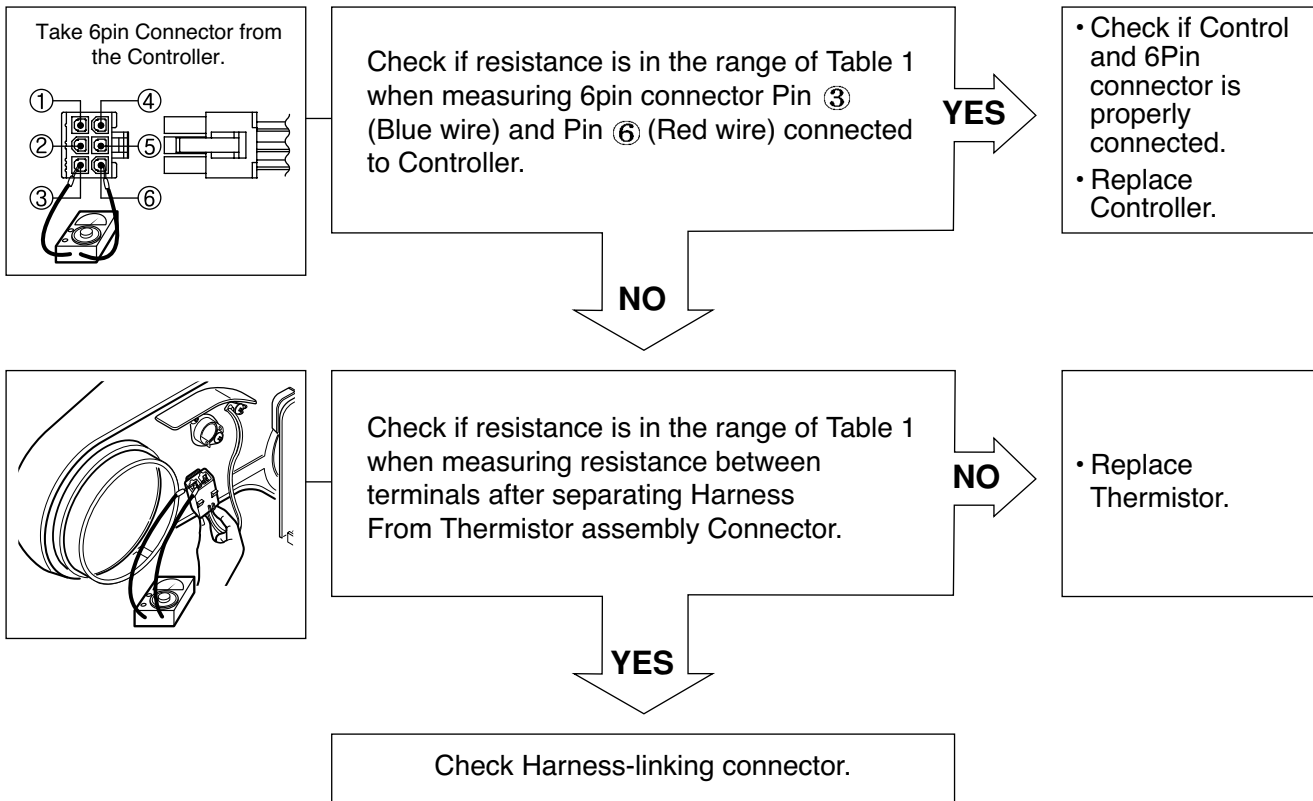 Take 6pin Connector from
the Controller.
①
④
②
⑤
③
⑥
Check if resistance is in the range of Table 1
when measuring 6pin connector Pin ③
(Blue wire) and Pin ⑥ (Red wire) connected
to Controller.
YES
• Check if Control
and 6Pin
connector is
properly
connected.
• Replace
Controller.
NO
Check if resistance is in the range of Table 1
when measuring resistance between
terminals after separating Harness
From Thermistor assembly Connector.
NO
• Replace
Thermistor.
YES
Check Harness-linking connector.